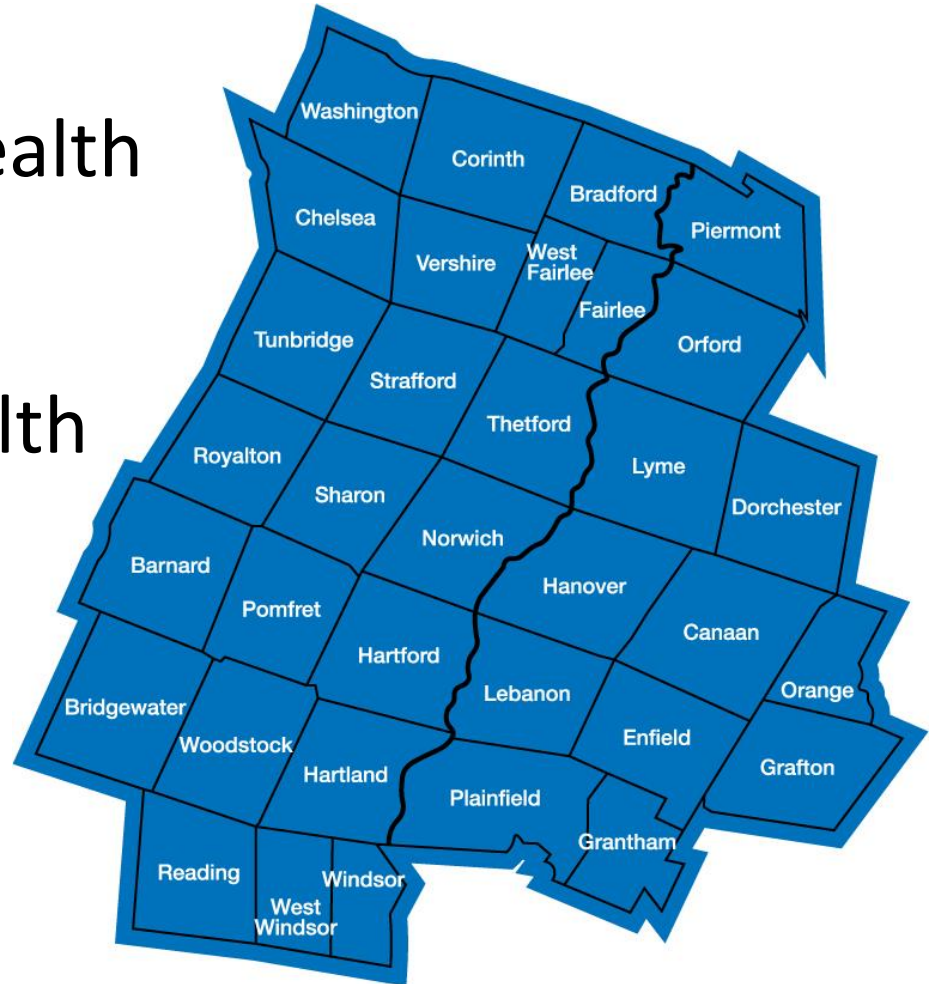 ealth
lth
Washington
Corinth
Bradford
Piermont
Chelsea
Vershire
West
Fairlee
Fairlee
Orford
Tunbridge
Strafford
Thetford
Royalton
Sharon
Lyme
Dorchester
Norwich
Barnard
Pomfret
Hanover
Canaan
Hartford
Lebanon
Orange
Bridgewater
Woodstock
Enfield
Grafton
Hartland
Plainfield
Grantham
Reading
West
Windsor
Windsor